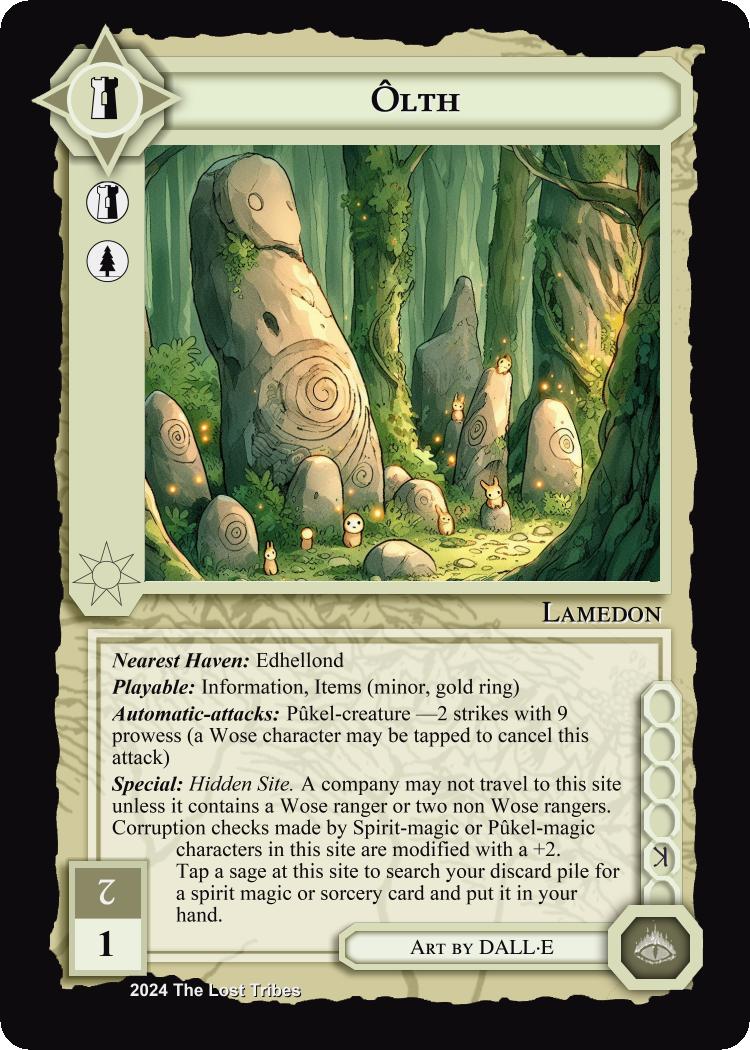 Ôlth
Lamedon
Nearest Haven: Edhellond
Playable: Information, Items (minor, gold ring)
Automatic-attacks: Pûkel-creature —2 strikes with 9
prowess (a Wose character may be tapped to cancel this
attack)
Special: Hidden Site. A company may not travel to this site
unless it contains a Wose ranger or two non Wose rangers.
Corruption checks made by Spirit-magic or Pûkel-magic
characters in this site are modified with a +2.
Tap a sage at this site to search your discard pile for
a spirit magic or sorcery card and put it in your
hand.
2
1
Art by DALL·E
2024 The Lost Tribes